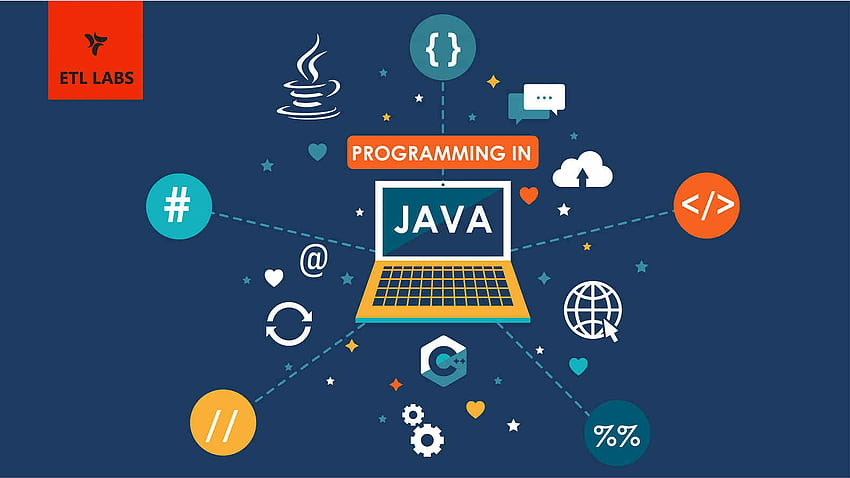 ETL LABS
{ }
PROGRAMMING IN
JAVA
#
</>
@
C++
//
%%